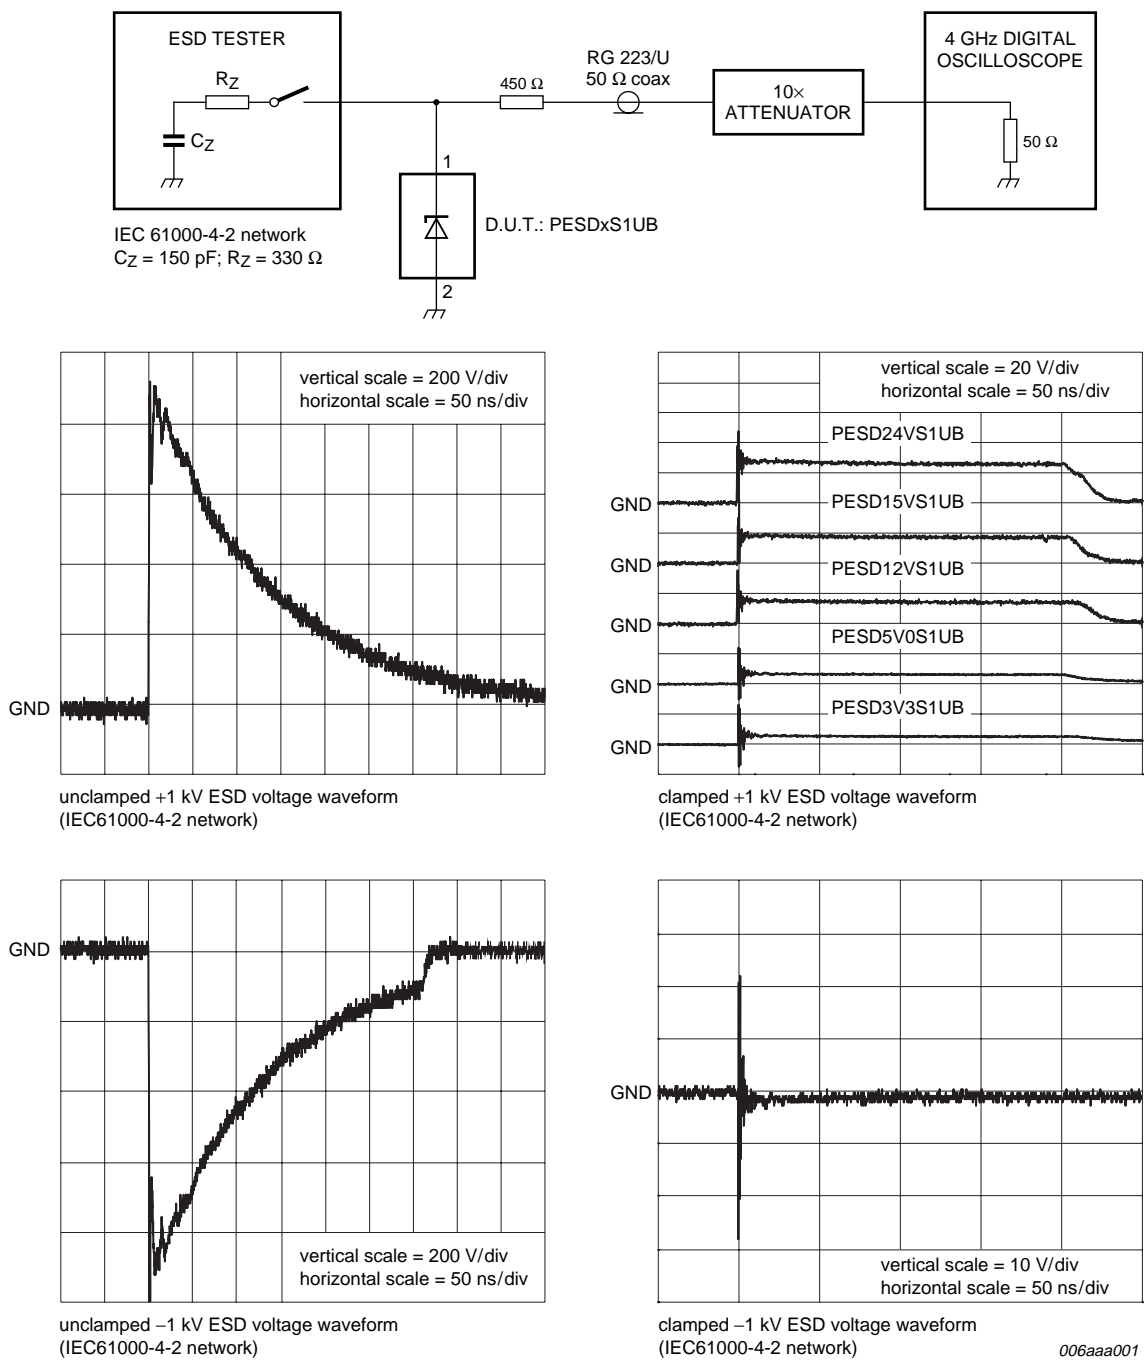 ESD TESTER
RZ
CZ
IEC 61000-4-2 network
CZ = 150 pF; RZ = 330 Ω
450 Ω
RG 223/U
50 Ω coax
10×
ATTENUATOR
4 GHz DIGITAL
OSCILLOSCOPE
50 Ω
1
D.U.T.: PESDxS1UB
2
vertical scale = 200 V/div
horizontal scale = 50 ns/div
GND
unclamped +1 kV ESD voltage waveform
(IEC61000-4-2 network)
vertical scale = 20 V/div
horizontal scale = 50 ns/div
PESD24VS1UB
GND
PESD15VS1UB
GND
PESD12VS1UB
GND
PESD5V0S1UB
GND
PESD3V3S1UB
GND
clamped +1 kV ESD voltage waveform
(IEC61000-4-2 network)
GND
vertical scale = 200 V/div
horizontal scale = 50 ns/div
unclamped −1 kV ESD voltage waveform
(IEC61000-4-2 network)
GND
vertical scale = 10 V/div
horizontal scale = 50 ns/div
clamped −1 kV ESD voltage waveform
(IEC61000-4-2 network)
006aaa001